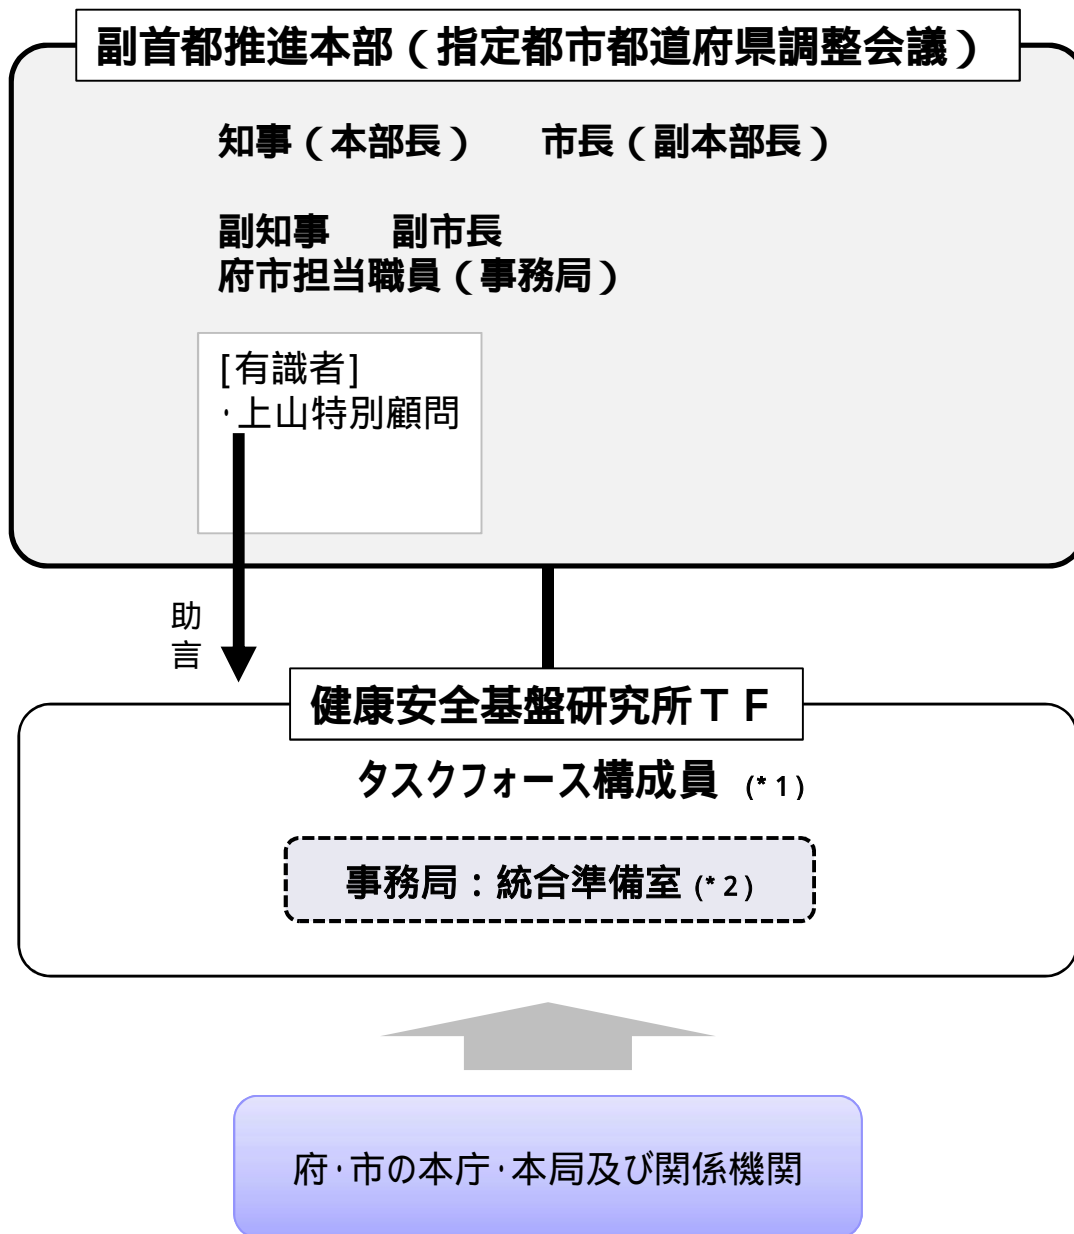 副首都推進本部（指定都市都道府県調整会議）
知事（本部長）　市長（副本部長）
副知事　副市長
府市担当職員（事務局）
[有識者]
・上山特別顧問
助
言
健康安全基盤研究所ＴＦ
タスクフォース構成員 (*1)
事務局：統合準備室 (*2)
府・市の本庁・本局及び関係機関